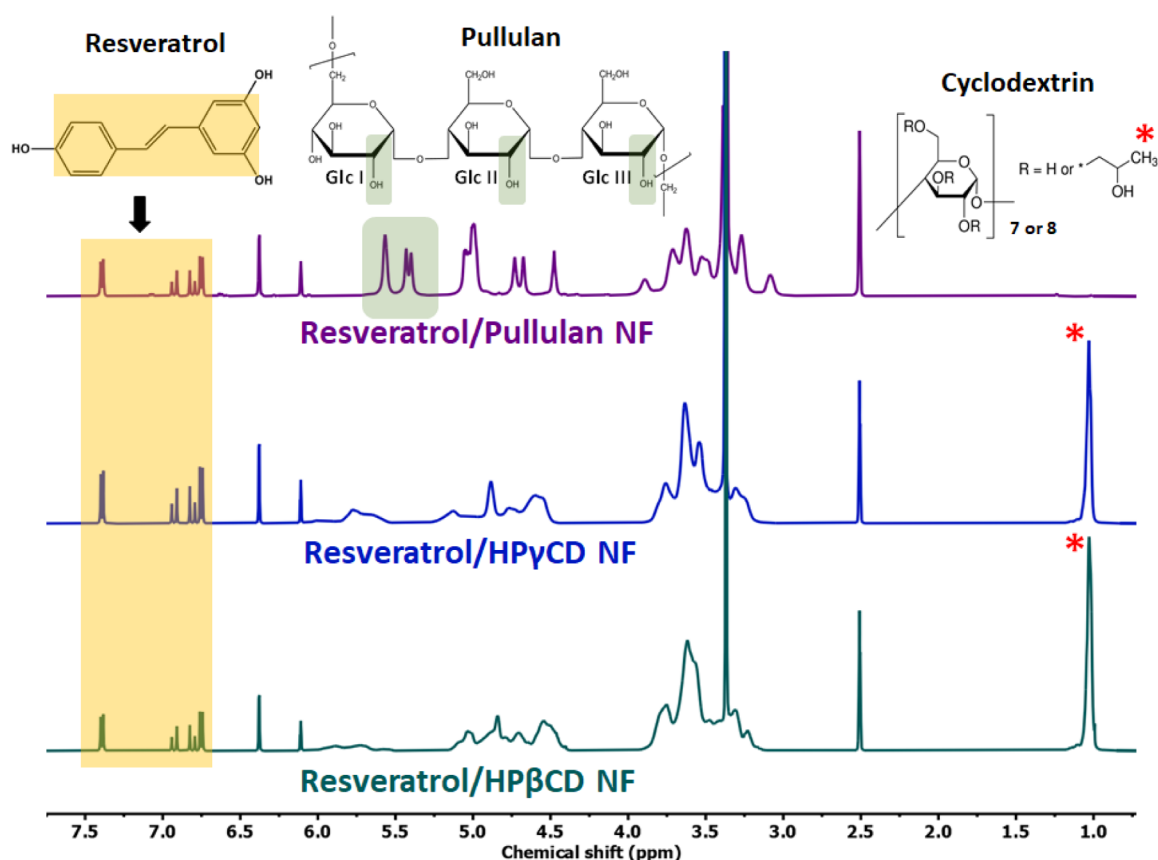 Resveratrol
Pullulan
Cyclodextrin
OH
HO
OH
O
CH2
O
OH
OH
OH
O
Glc I
CH2OH
O
OH
OH
O
Glc II
CH2OH
O
OH
OH
O
Glc III
CH2
RO
O
OR
O
OR
7 or 8
R = H or *
CH3
OH
*
Resveratrol/Pullulan NF
*
Resveratrol/HPγCD NF
*
Resveratrol/HPβCD NF
7.5 7.0 6.5 6.0 5.5 5.0 4.5 4.0 3.5 3.0 2.5 2.0 1.5 1.0
Chemical shift (ppm)